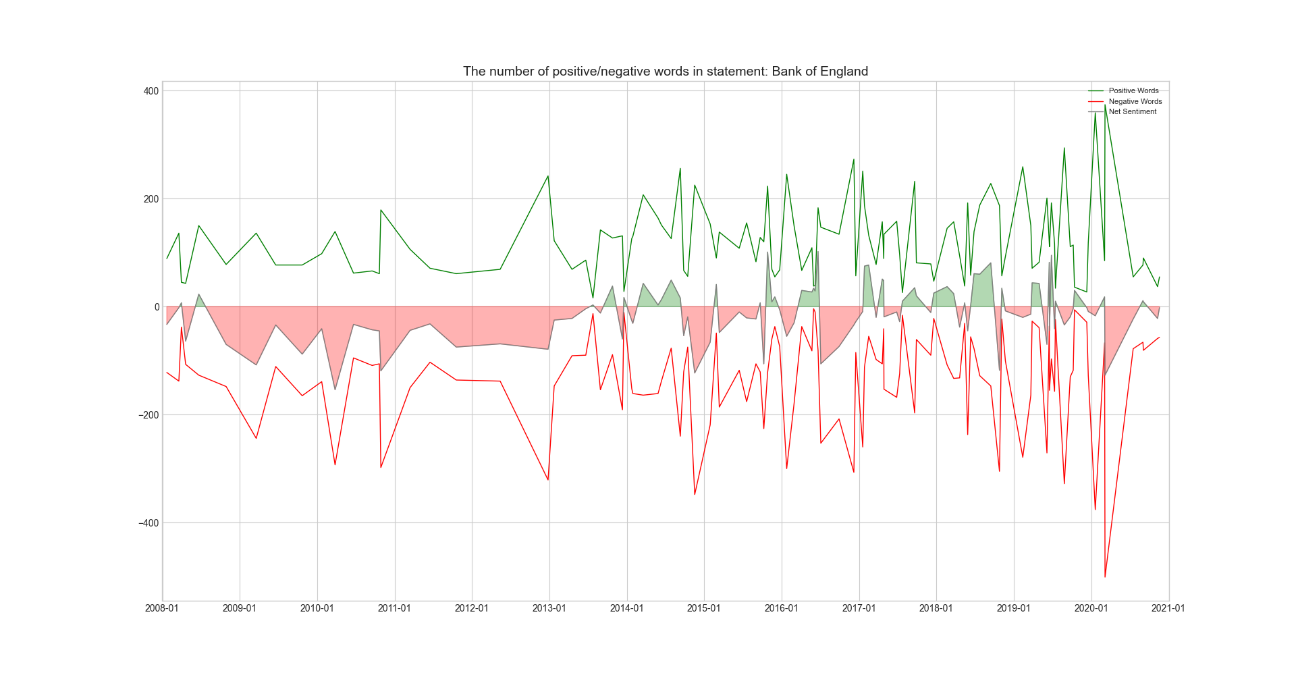 The number of positive/negative words in statement: Bank of England
Positive Words
Negative Words
Net Sentiment
400
200
0
−200
−400
2008-01 2009-01 2010-01 2011-01 2012-01 2013-01 2014-01 2015-01 2016-01 2017-01 2018-01 2019-01 2020-01 2021-01